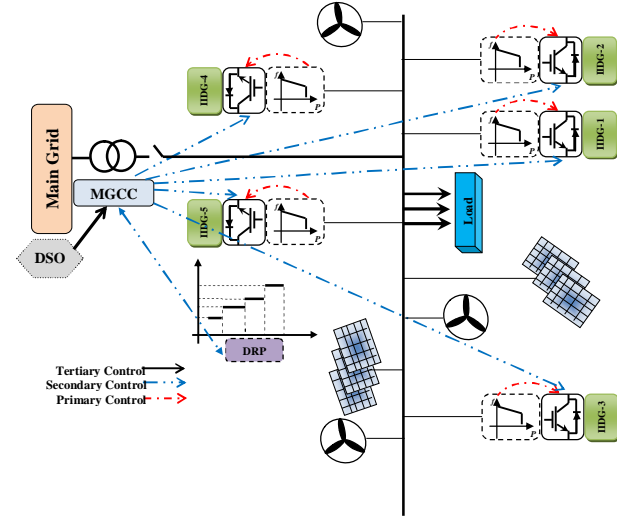 f
P
IIDG-2
IIDG-4
f
P
f
P
IIDG-1
Main Grid
MGCC
IIDG-5
f
P
Load
DSO
DRP
Tertiary Control
Secondary Control
Primary Control
f
P
IIDG-3